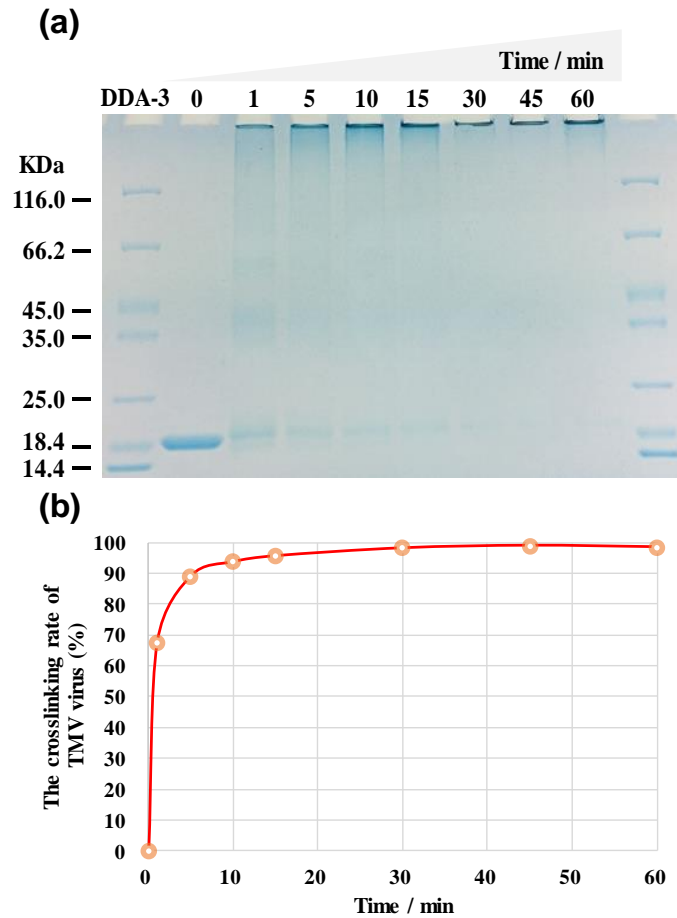 (a)
Time / min
DDA-3 0 1 5 10 15 30 45 60
KDa
116.0
66.2
45.0
35.0
25.0
18.4
14.4
(b)
The crosslinking rate of
TMV virus (%)
100
90
80
70
60
50
40
30
20
10
0
0 10 20 30 40 50 60
Time / min